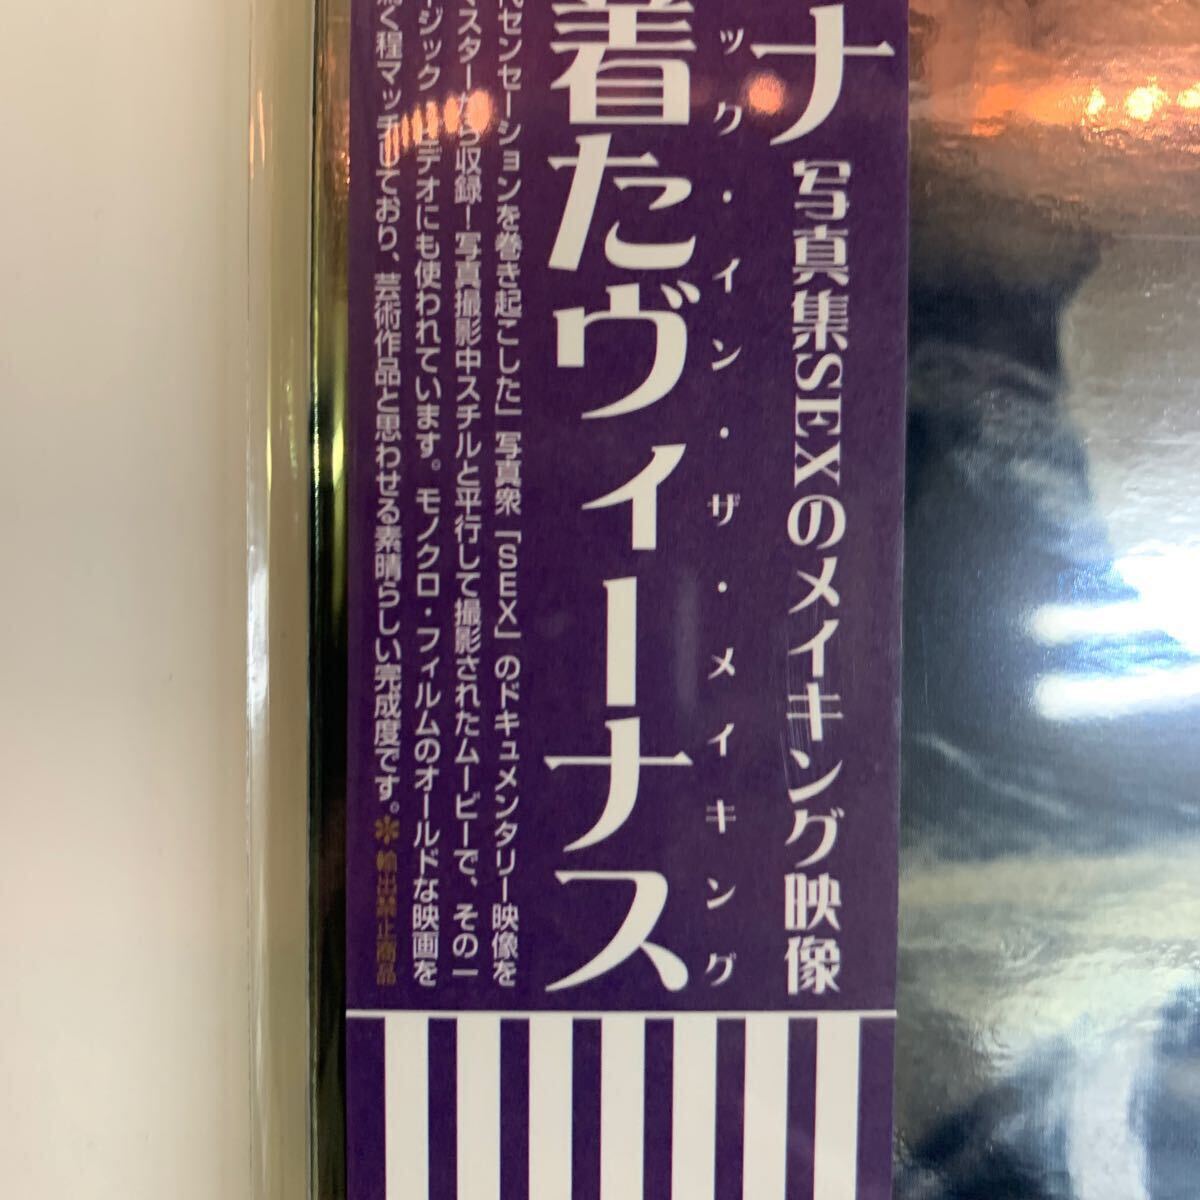 ナ
写真集SEXのメイキング映像
ック・イン・ザ・メイキング
着たヴィーナス
代センセーションを巻き起こした」写真衆「SEX」のドキュメンタリー映像を
マスターから収録!写真撮影中スチルと平行して撮影されたムービーで、その一
ージック デオにも使われています。モノクロ・フィルムのオールドな映画を
く程マッチしており、芸術作品と思わせる素晴らしい完成度です。✽輸出禁止商品